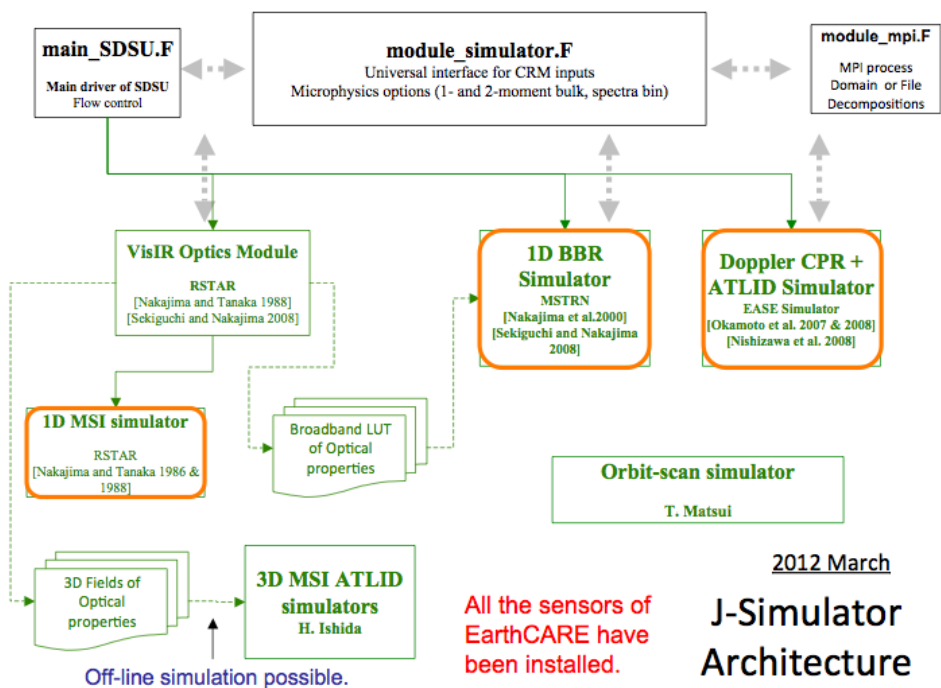 main_SDSU.F
Main driver of SDSU
Flow control
module_simulator.F
Universal interface for CRM inputs
Microphysics options (1- and 2-moment bulk, spectra bin)
module_mpi.F
MPI process
Domain or File
Decompositions
VisIR Optics Module
RSTAR
[Nakajima and Tanaka 1988]
[Sekiguchi and Nakajima 2008]
1D BBR
Simulator
MSTRN
[Nakajima et al.2000]
[Sekiguchi and Nakajima
2008]
Doppler CPR +
ATLID Simulator
EASE Simulator
[Okamoto et al. 2007 & 2008]
[Nishizawa et al. 2008]
1D MSI simulator
RSTAR
[Nakajima and Tanaka 1986 &
1988]
Broadband LUT
of Optical
properties
Orbit-scan simulator
T. Matsui
3D Fields of
Optical
properties
3D MSI ATLID
simulators
H. Ishida
Off-line simulation possible.
All the sensors of
EarthCARE have
been installed.
2012 March
J-Simulator
Architecture